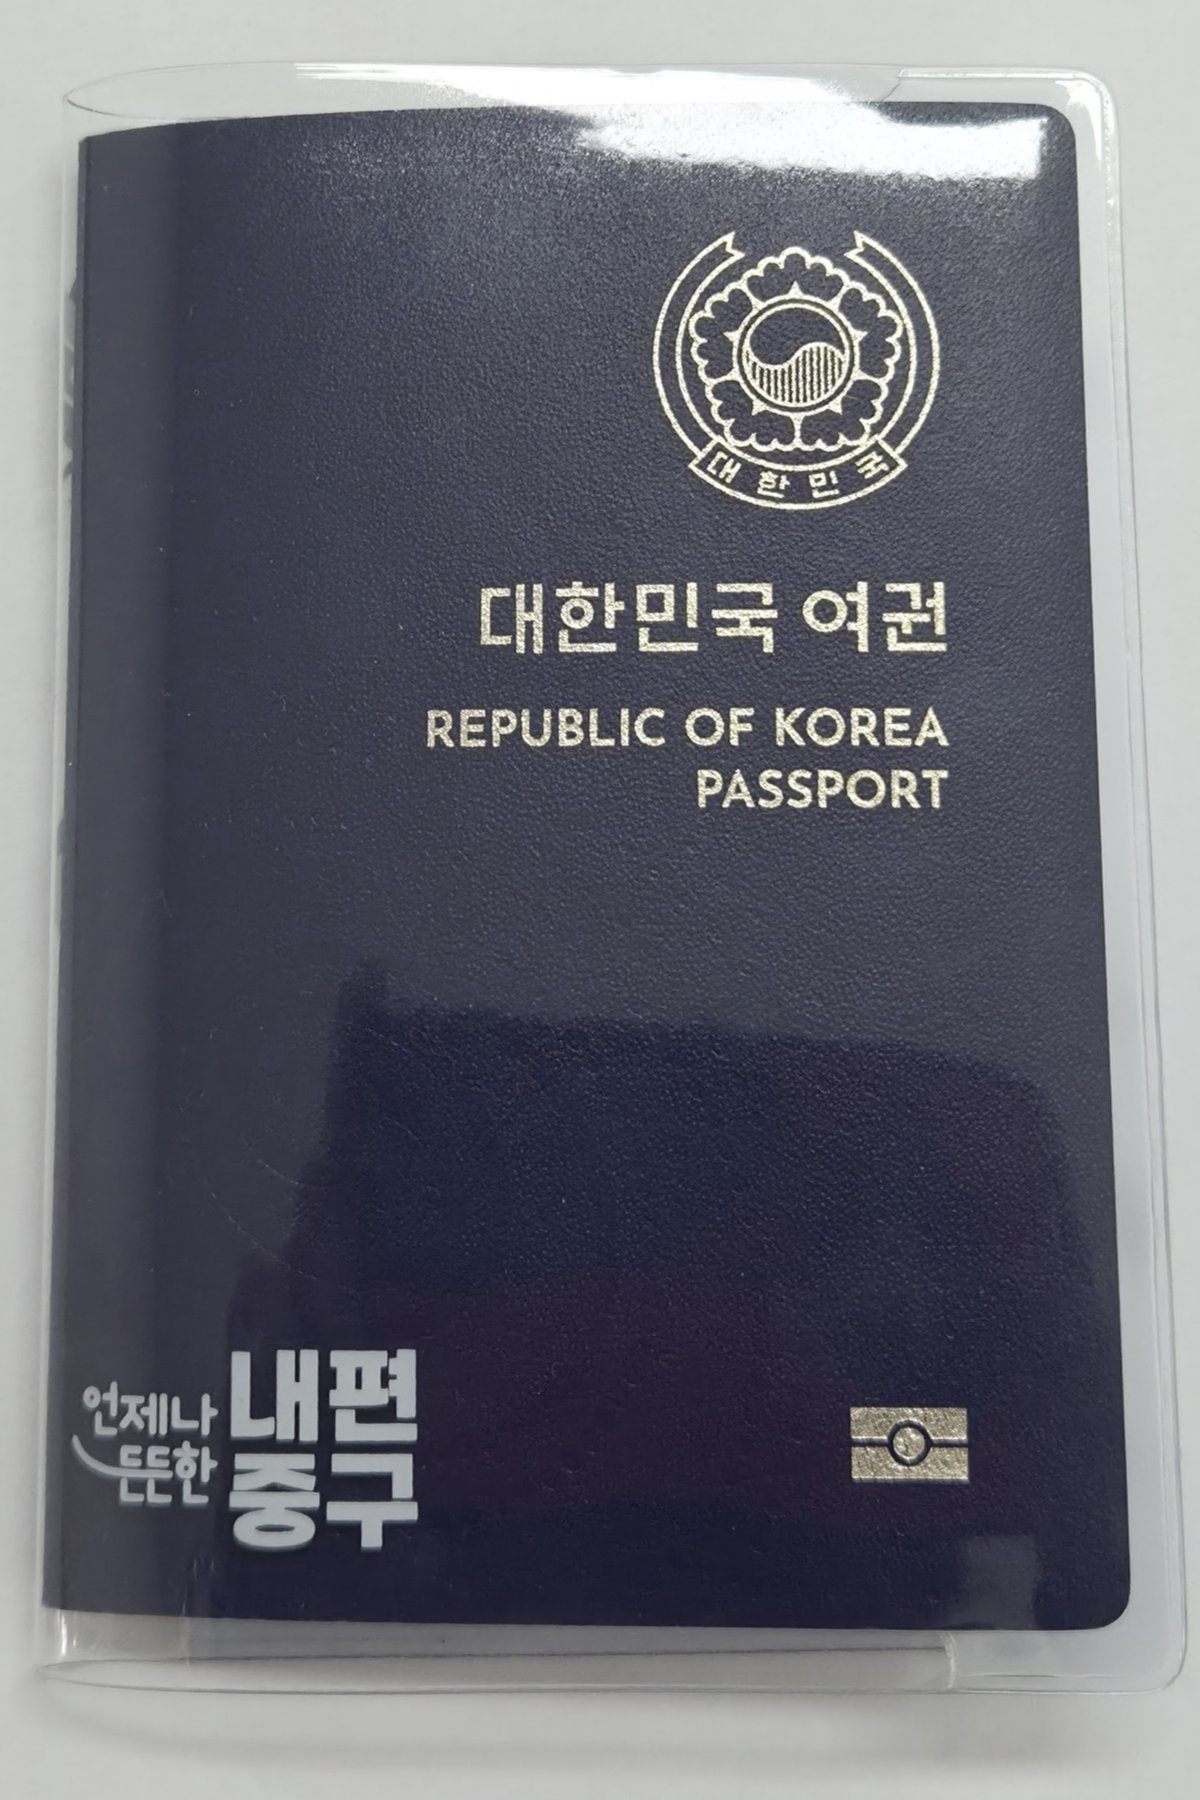 대한민국
대한민국 여권
REPUBLIC OF KOREA
PASSPORT
언제나
든든한
내편
중구